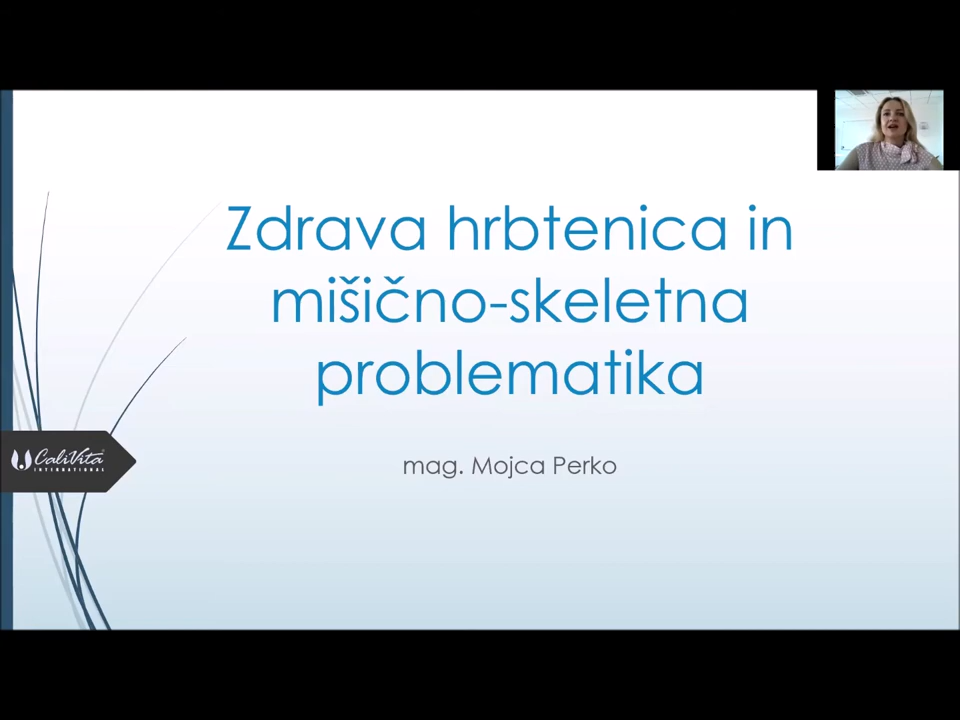 Zdrava hrbtenica in
mišično-skeletna
problematika
mag. Mojca Perko
CaliVita
INTERNATIONAL